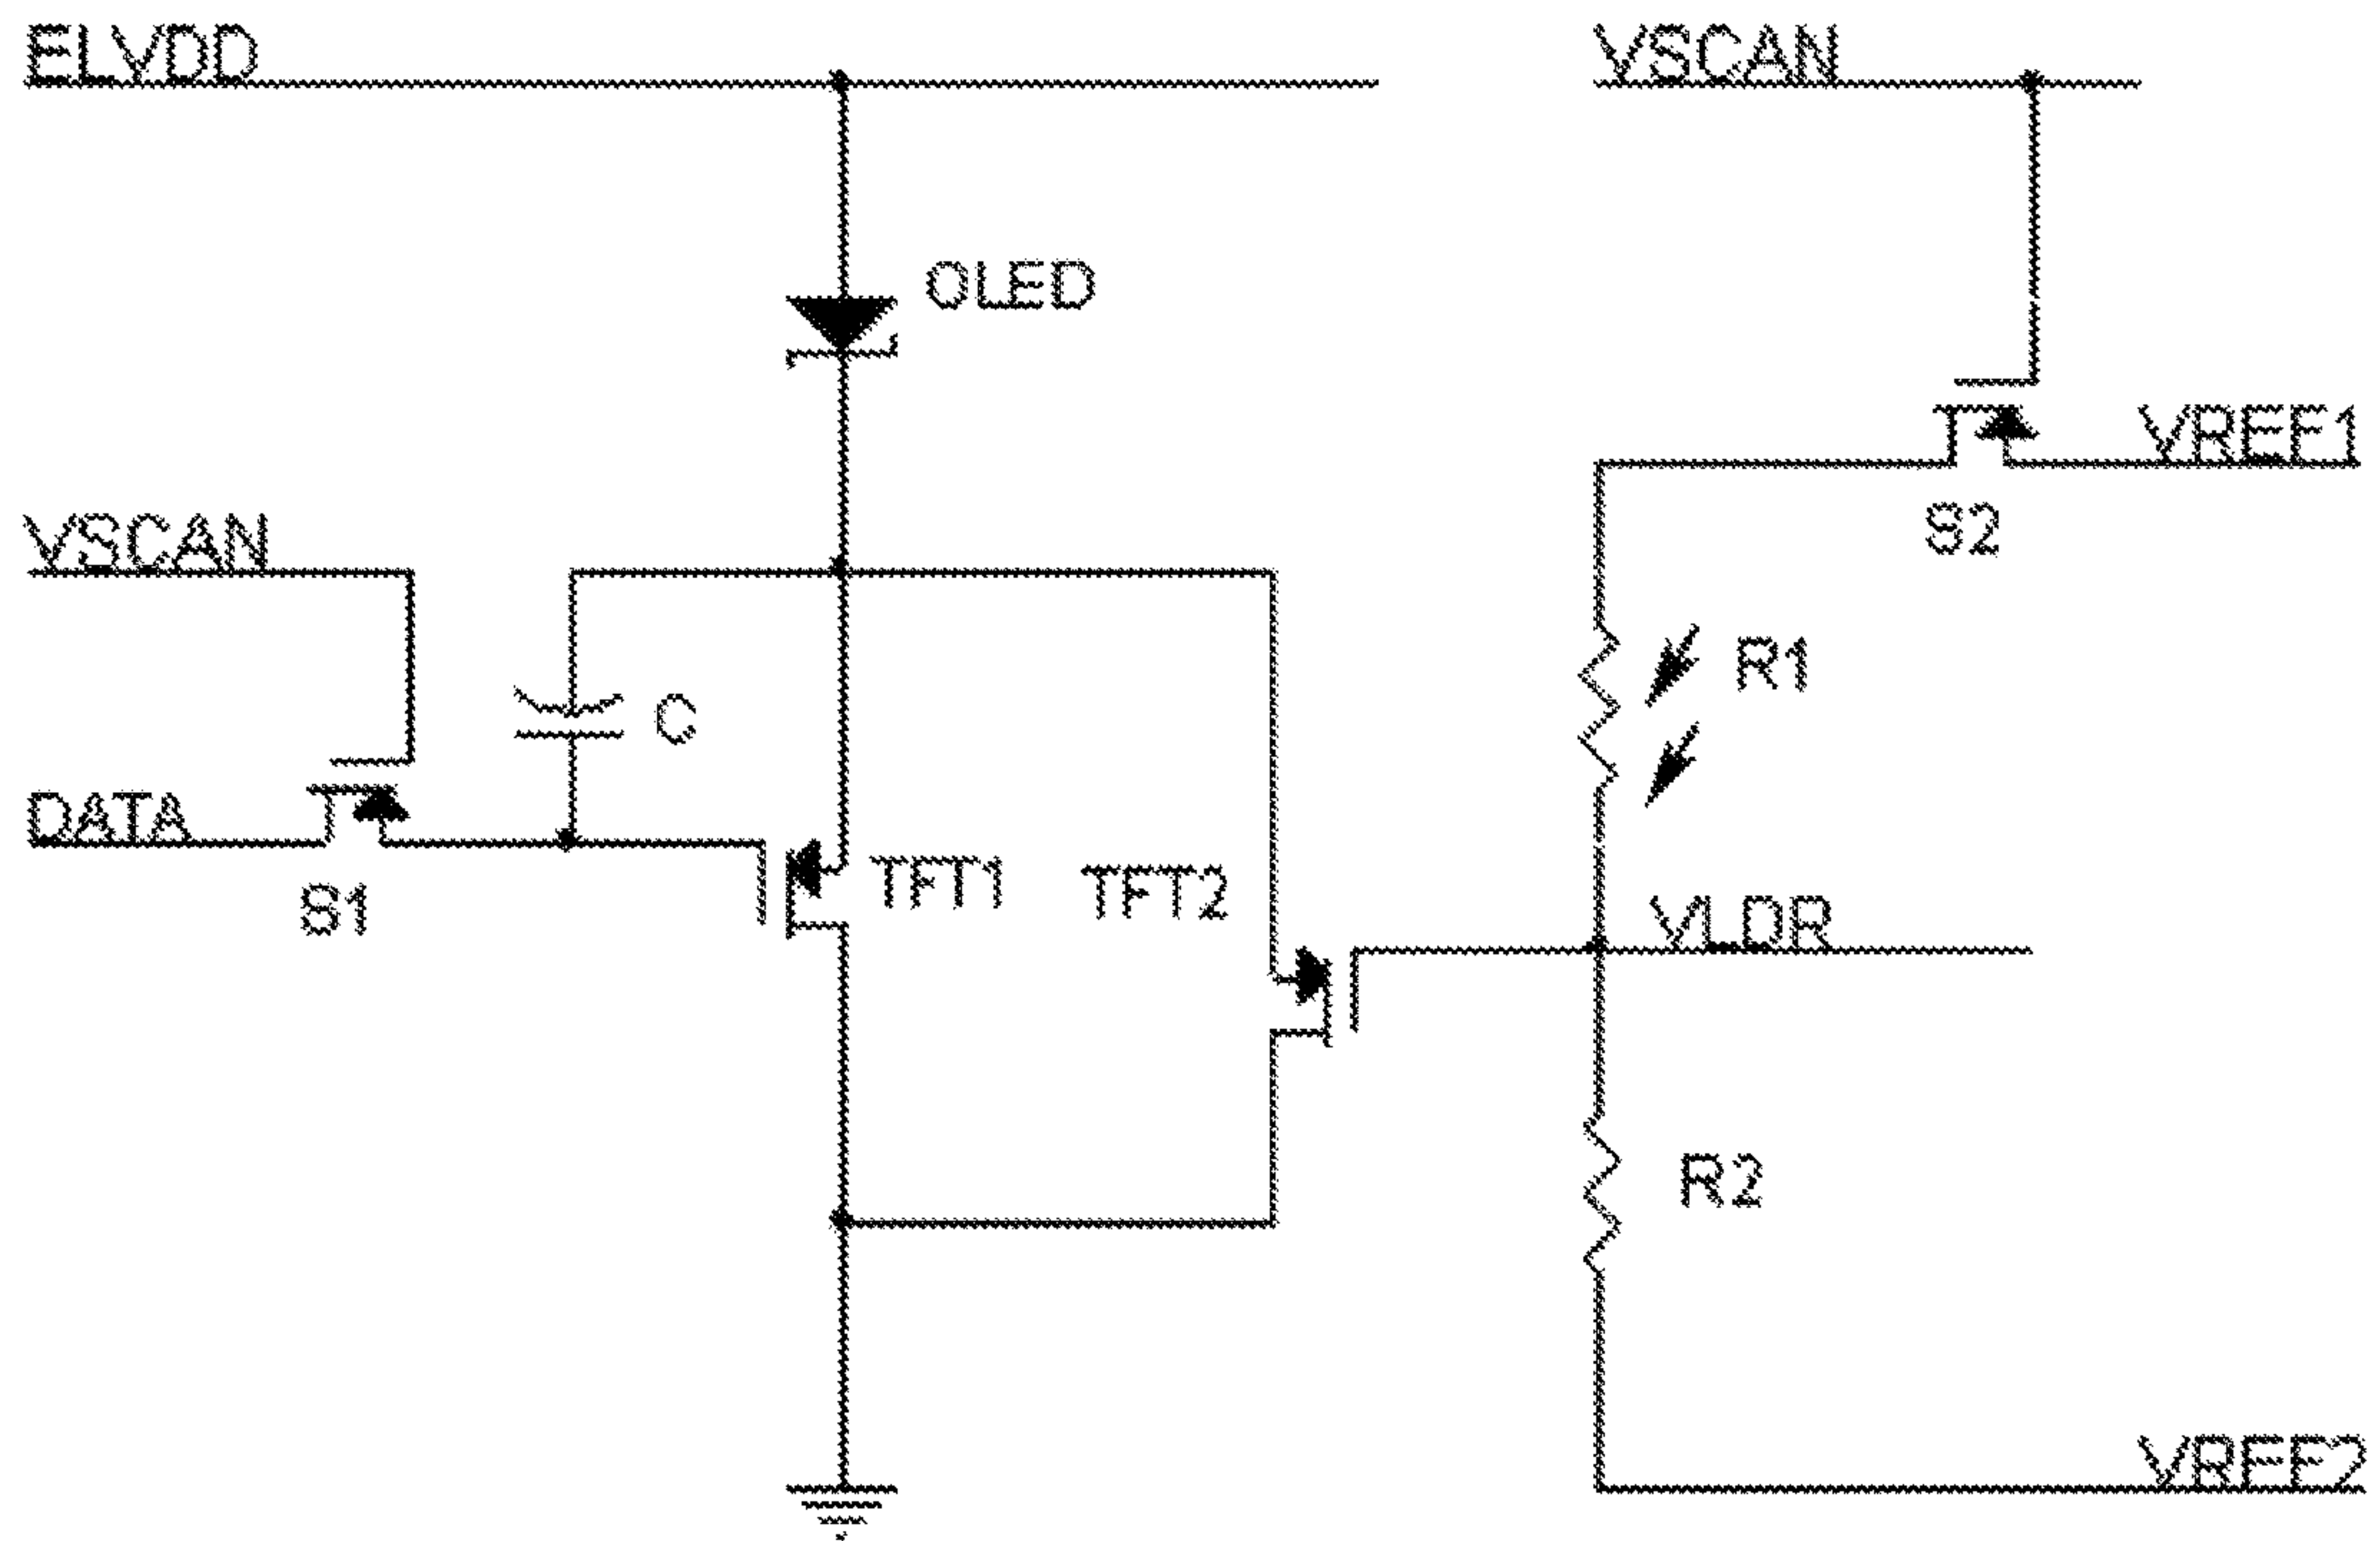 ELVDD VSCAN
OLED
VREF1
VSCAN S2
R1
C
DATA
TFT1 TFT2
S1 VLDR
R2
VREF2